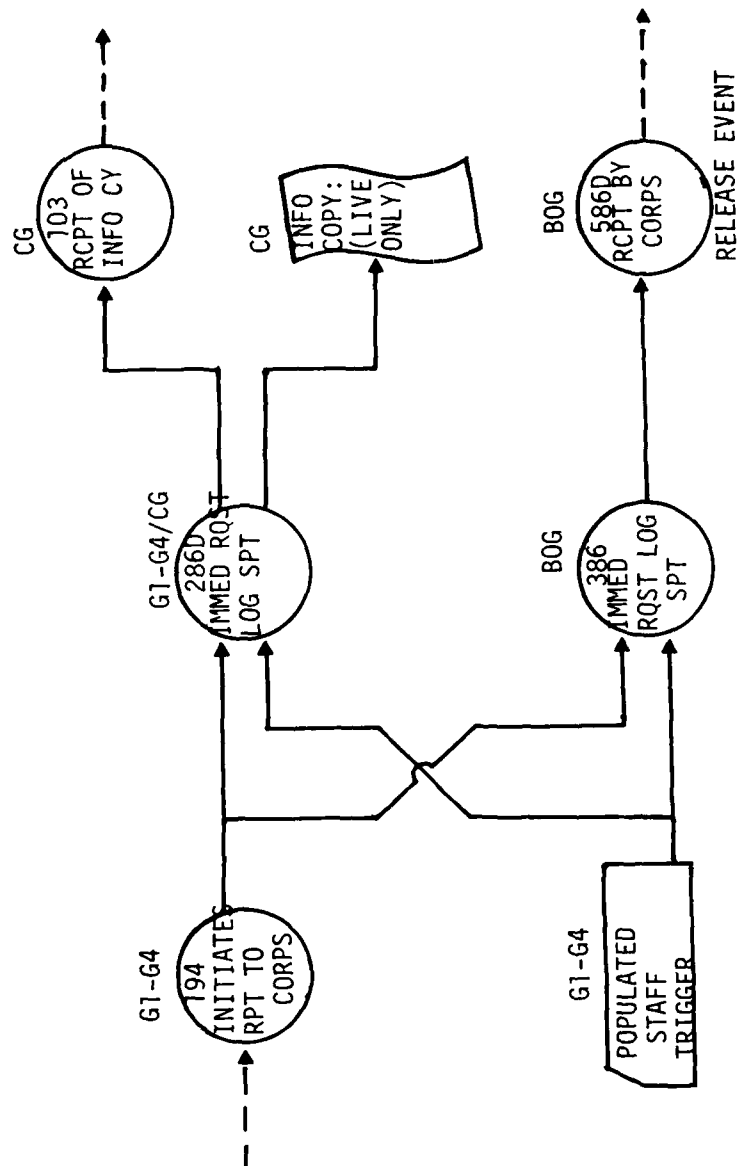 G1-G4
194
INITIATES
RPT TO
CORPS
G1-G4
POPULATED
STAFF
TRIGGER
G1-G4/CG
286D
IMMED RQST
LOG SPT
BOG
386
IMMED
RQST LOG
SPT
CG
103
RCPT OF
INFO CY
CG
INFO
COPY:
(LIVE
ONLY)
BOG
586D
RCPT BY
CORPS
RELEASE EVENT